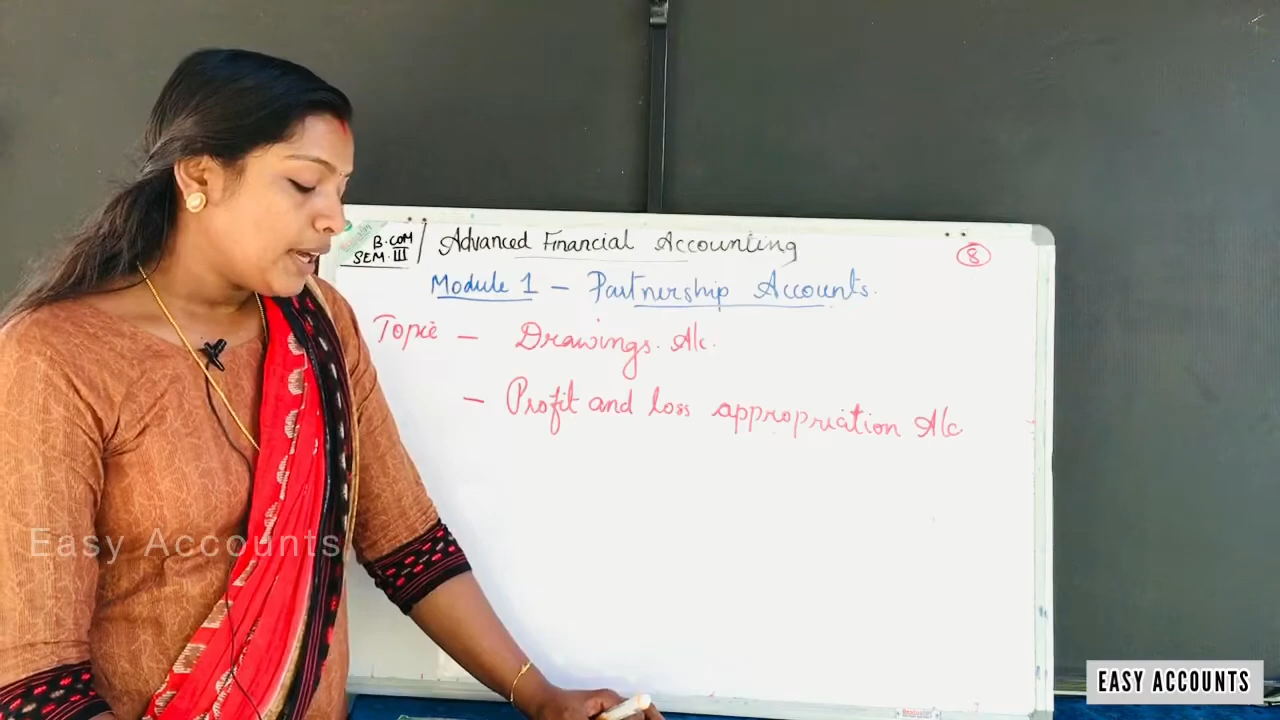 B.COM
SEM.III
Advanced Financial Accounting
8
Module 1 - Partnership Accounts.
Topic - Drawings. A/c.
- Profit and loss appropriation A/c
Easy Accounts
EASY ACCOUNTS